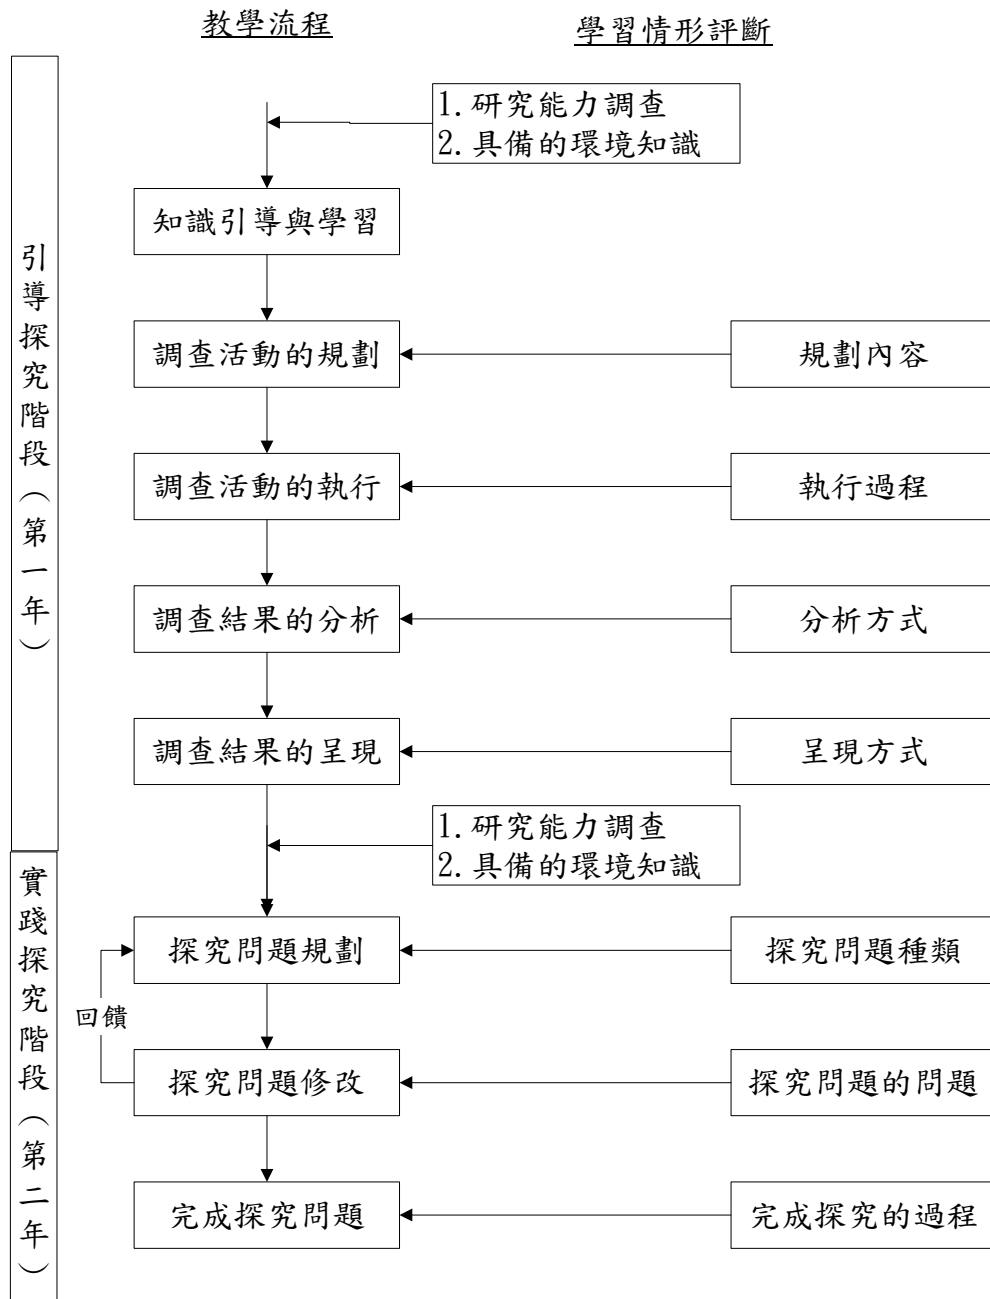 教學流程
學習情形評斷
引導探究階段（第一年）
1.研究能力調查
2.具備的環境知識
知識引導與學習
調查活動的規劃
規劃內容
調查活動的執行
執行過程
調查結果的分析
分析方式
調查結果的呈現
呈現方式
1.研究能力調查
2.具備的環境知識
實踐探究階段（第二年）
探究問題規劃
探究問題種類
回饋
探究問題修改
探究問題的問題
完成探究問題
完成探究的過程